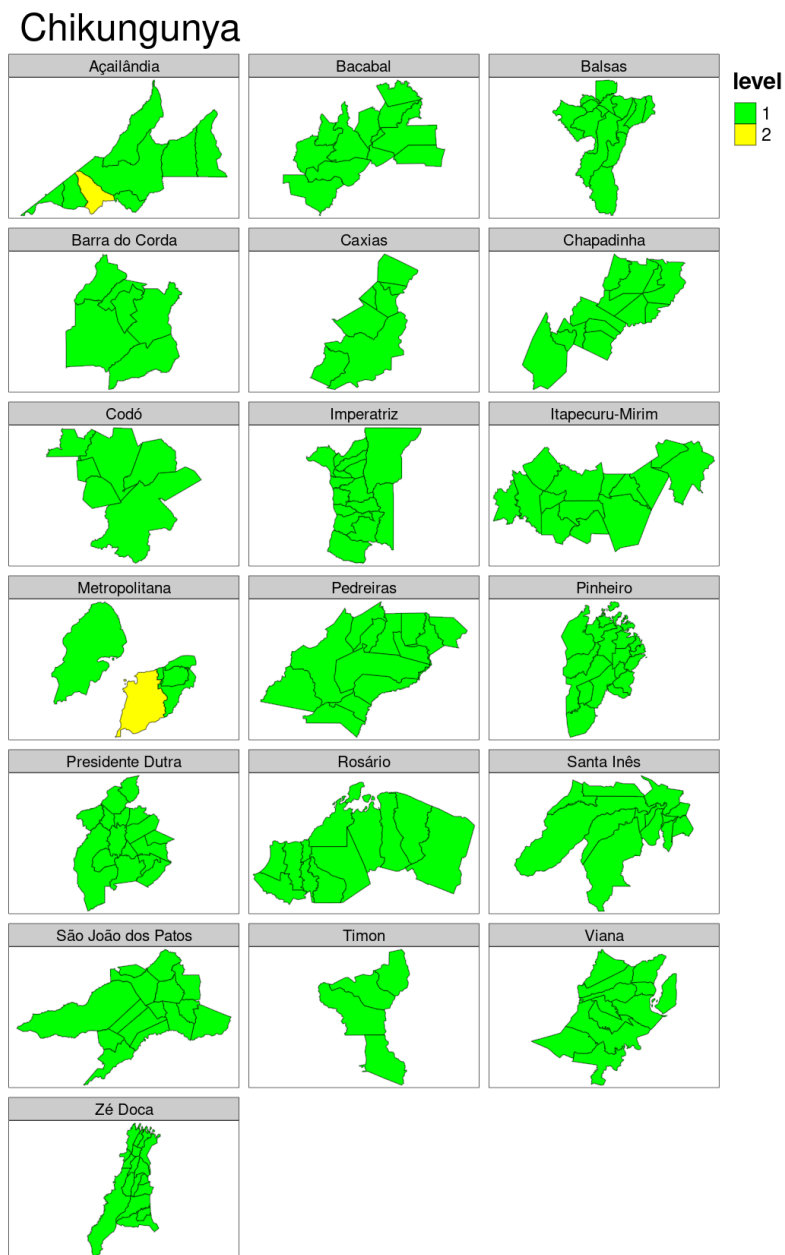 Chikungunya
Açailândia
Bacabal
Balsas
level
1
2
Barra do Corda
Caxias
Chapadinha
Codó
Imperatriz
Itapecuru-Mirim
Metropolitana
Pedreiras
Pinheiro
Presidente Dutra
Rosário
Santa Inês
São João dos Patos
Timon
Viana
Zé Doca